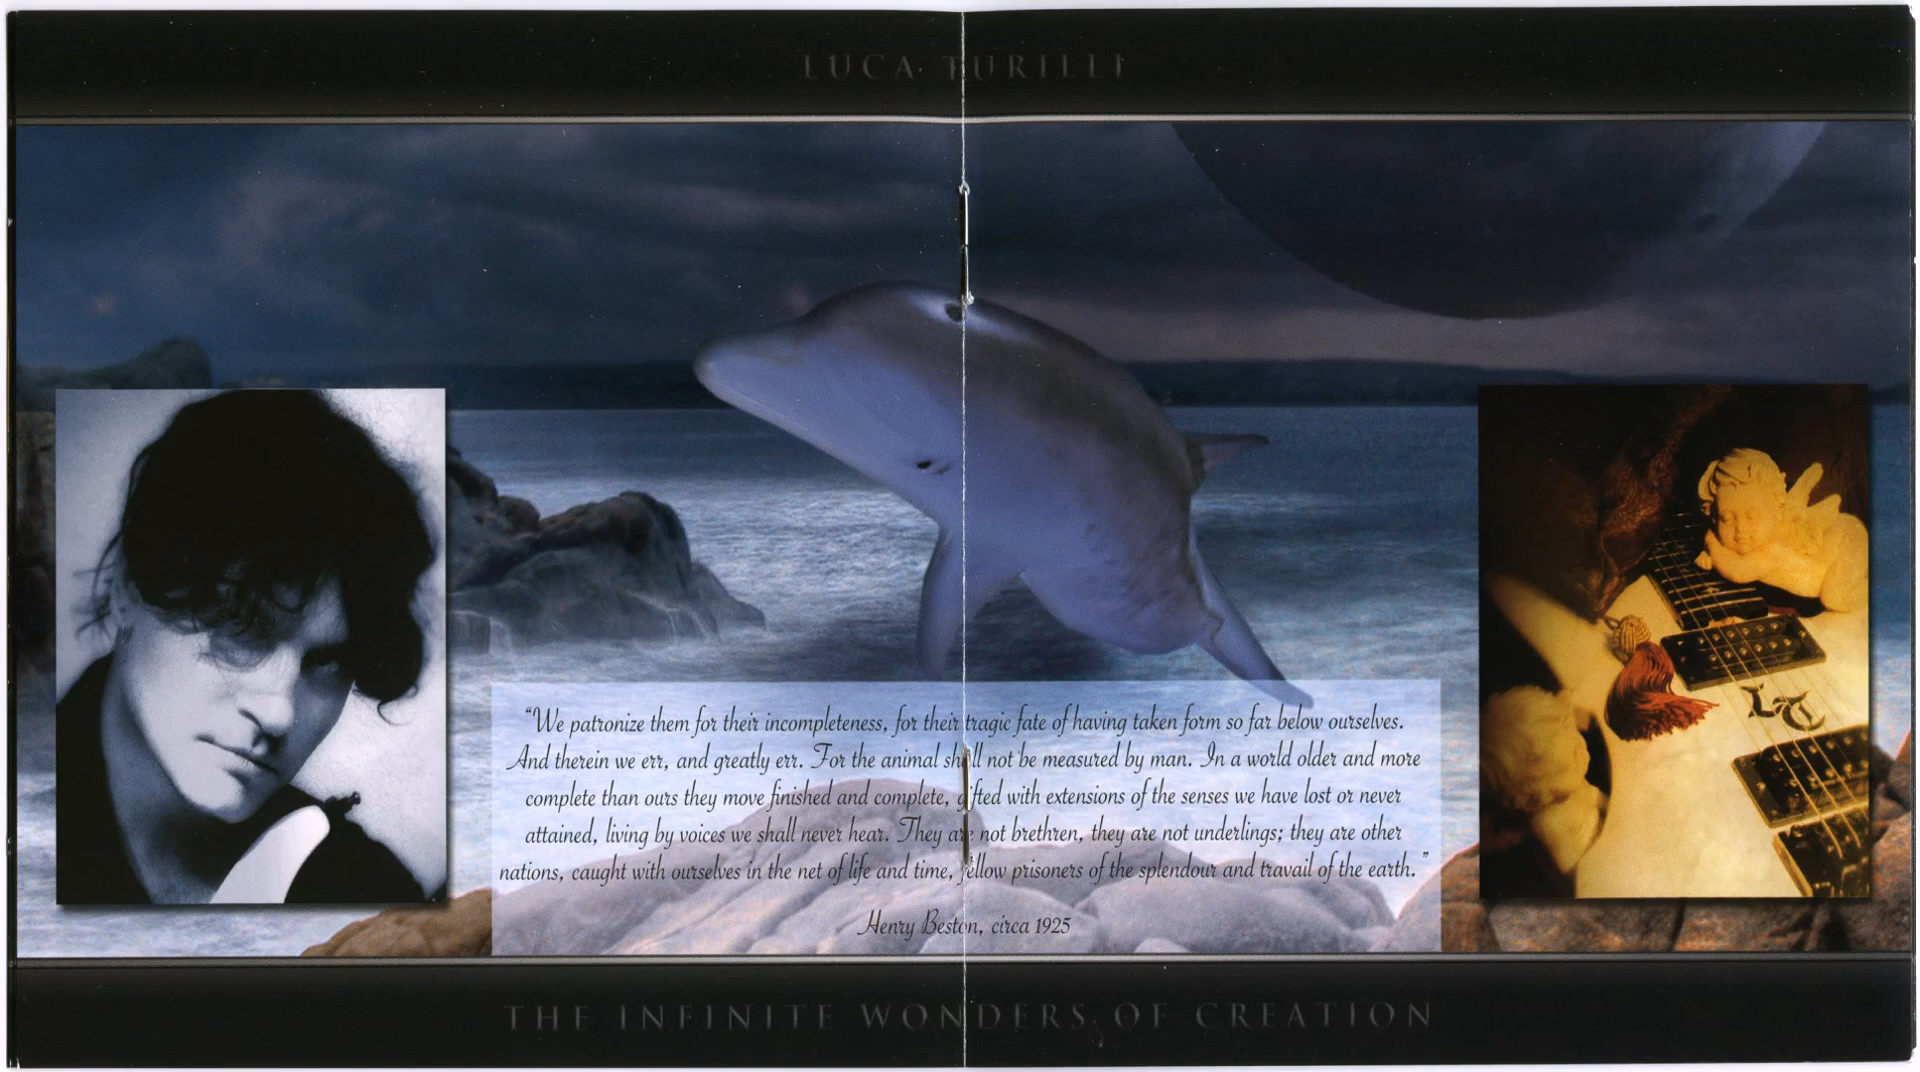 LUCA TURILLI
“We patronize them for their incompleteness, for their tragic fate of having taken form so far below ourselves.
And therein we err, and greatly err. For the animal shall not be measured by man. In a world older and more
complete than ours they move finished and complete, gifted with extensions of the senses we have lost or never
attained, living by voices we shall never hear. They are not brethren, they are not underlings; they are other
nations, caught with ourselves in the net of life and time, fellow prisoners of the splendour and travail of the earth.”
Henry Beston, circa 1925
LT
THE INFINITE WONDERS OF CREATION